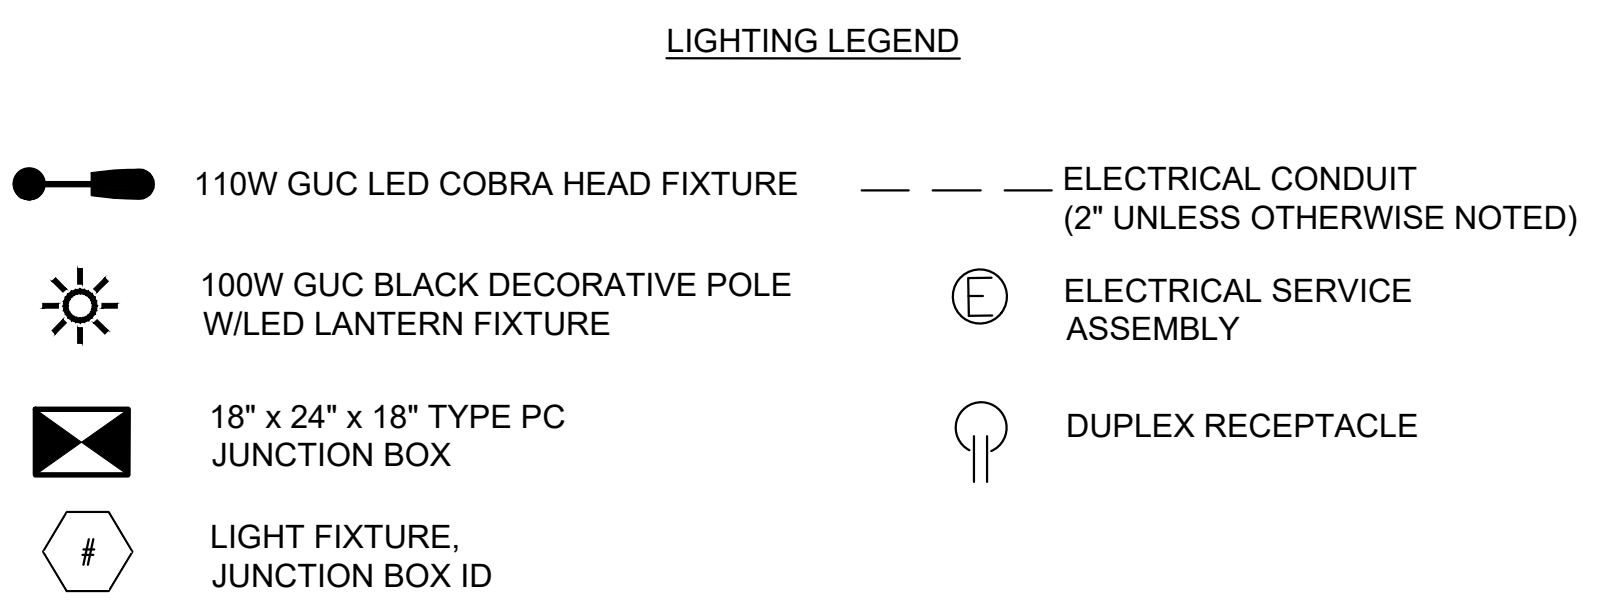 LIGHTING LEGEND
110W GUC LED COBRA HEAD FIXTURE
100W GUC BLACK DECORATIVE POLE
W/LED LANTERN FIXTURE
18" x 24" x 18" TYPE PC
JUNCTION BOX
#
LIGHT FIXTURE,
JUNCTION BOX ID
ELECTRICAL CONDUIT
(2" UNLESS OTHERWISE NOTED)
E
ELECTRICAL SERVICE
ASSEMBLY
DUPLEX RECEPTACLE